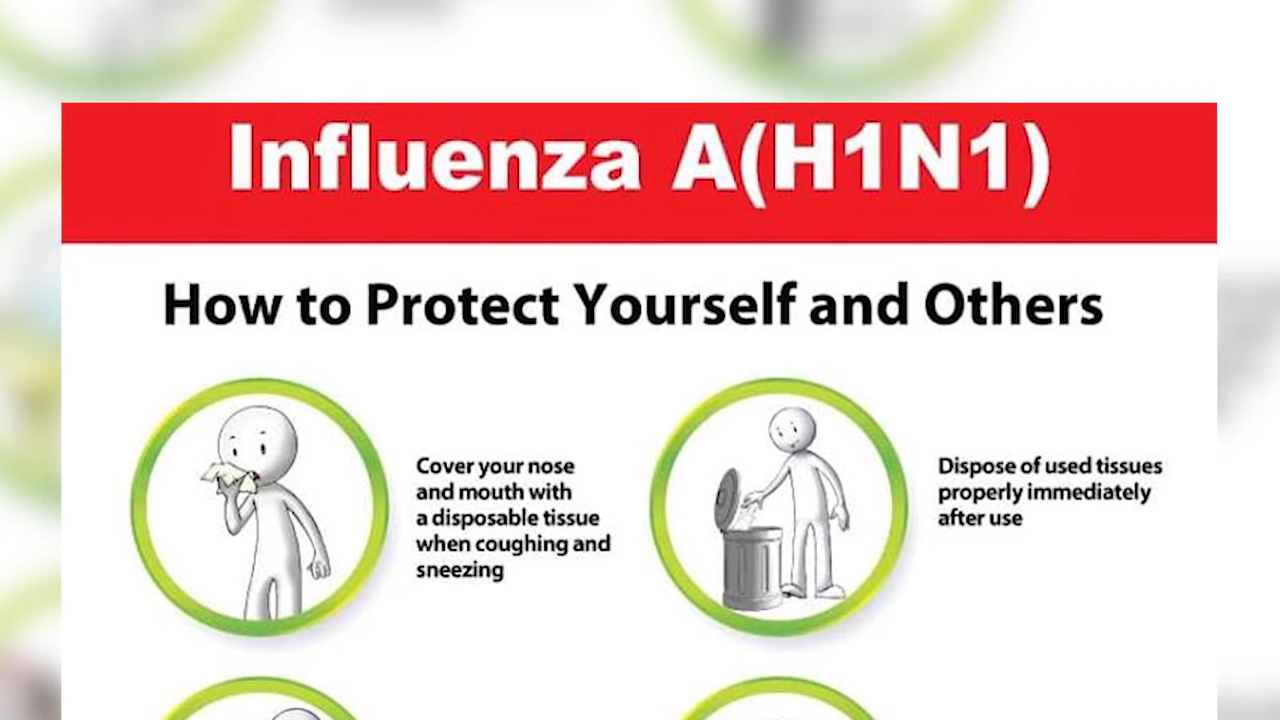 Influenza A(H1N1)
How to Protect Yourself and Others
Cover your nose
and mouth with
a disposable tissue
when coughing and
sneezing
Dispose of used tissues
properly immediately
after use